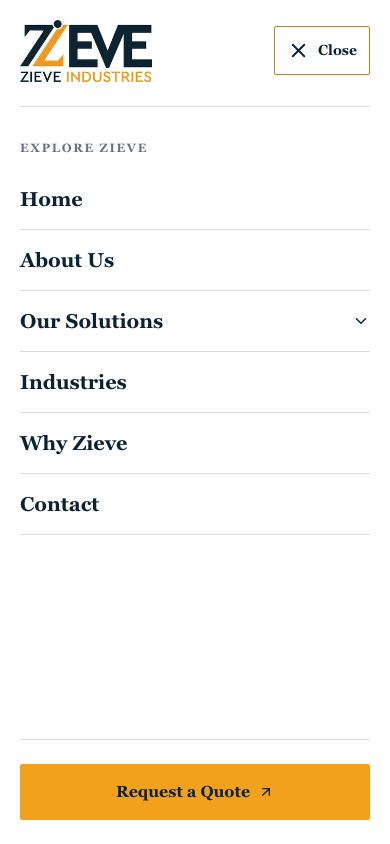 ZIEVE
ZIEVE INDUSTRIES
Close
EXPLORE ZIEVE
Home
About Us
Our Solutions
Industries
Why Zieve
Contact
Request a Quote